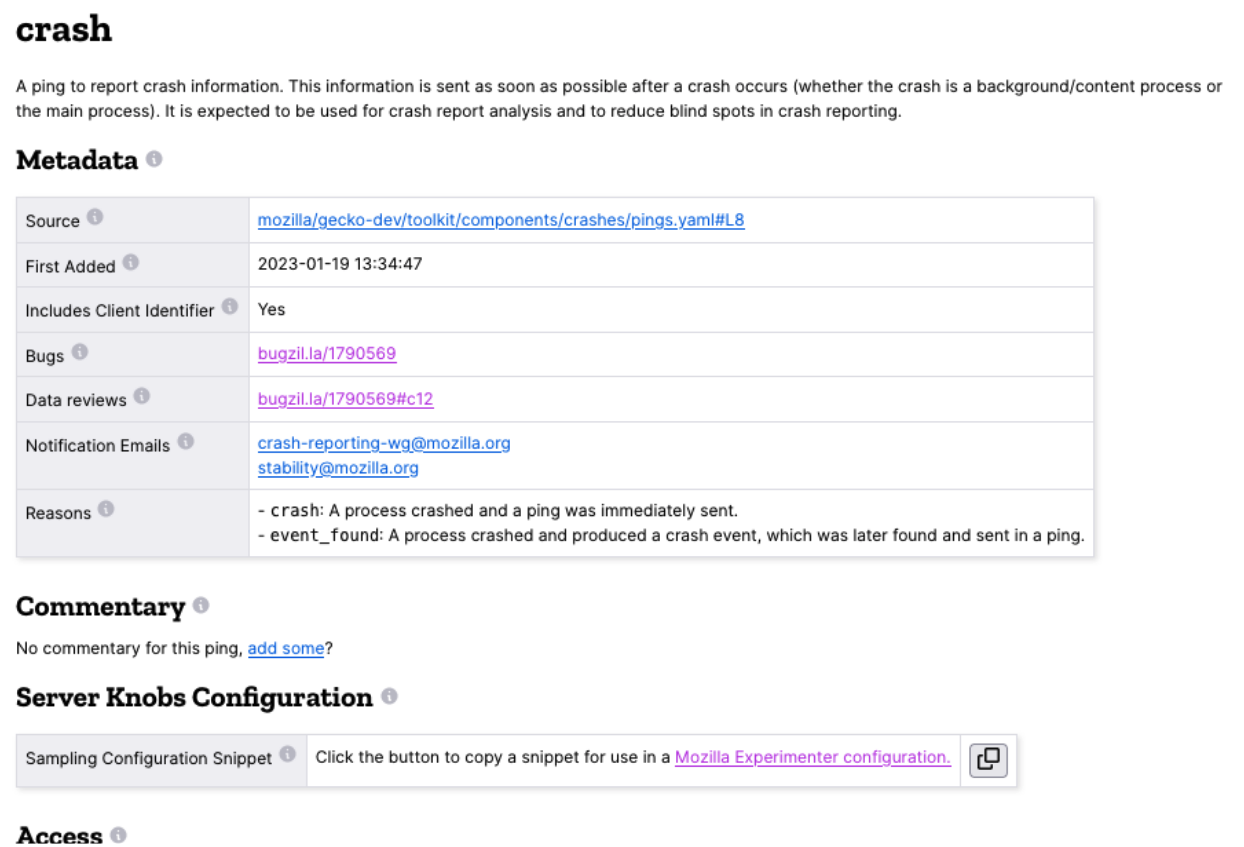 crash
A ping to report crash information. This information is sent as soon as possible after a crash occurs (whether the crash is a background/content process or
the main process). It is expected to be used for crash report analysis and to reduce blind spots in crash reporting.
Metadata
Source mozilla/gecko-dev/toolkit/components/crashes/pings.yaml#L8
First Added 2023-01-19 13:34:47
Includes Client Identifier Yes
Bugs bugzil.la/1790569
Data reviews bugzil.la/1790569#c12
Notification Emails crash-reporting-wg@mozilla.org
stability@mozilla.org
Reasons - crash: A process crashed and a ping was immediately sent.
- event_found: A process crashed and produced a crash event, which was later found and sent in a ping.
Commentary
No commentary for this ping, add some?
Server Knobs Configuration
Sampling Configuration Snippet Click the button to copy a snippet for use in a Mozilla Experimenter configuration.
Access